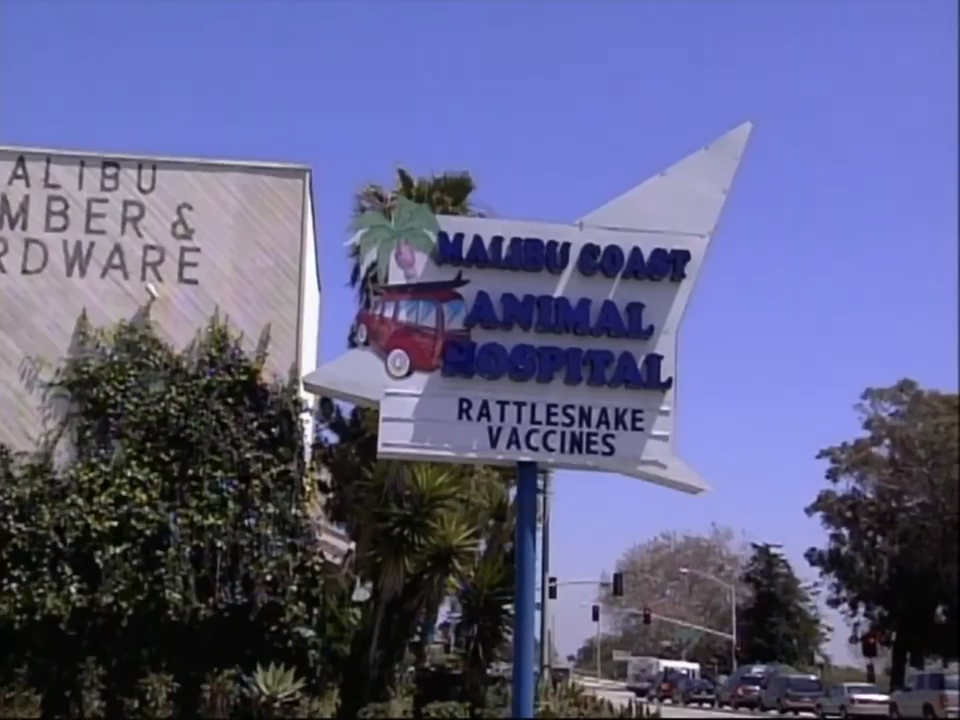 ALIBU
MBER &
RDWARE
MALIBU COAST
ANIMAL
HOSPITAL
RATTLESNAKE
VACCINES